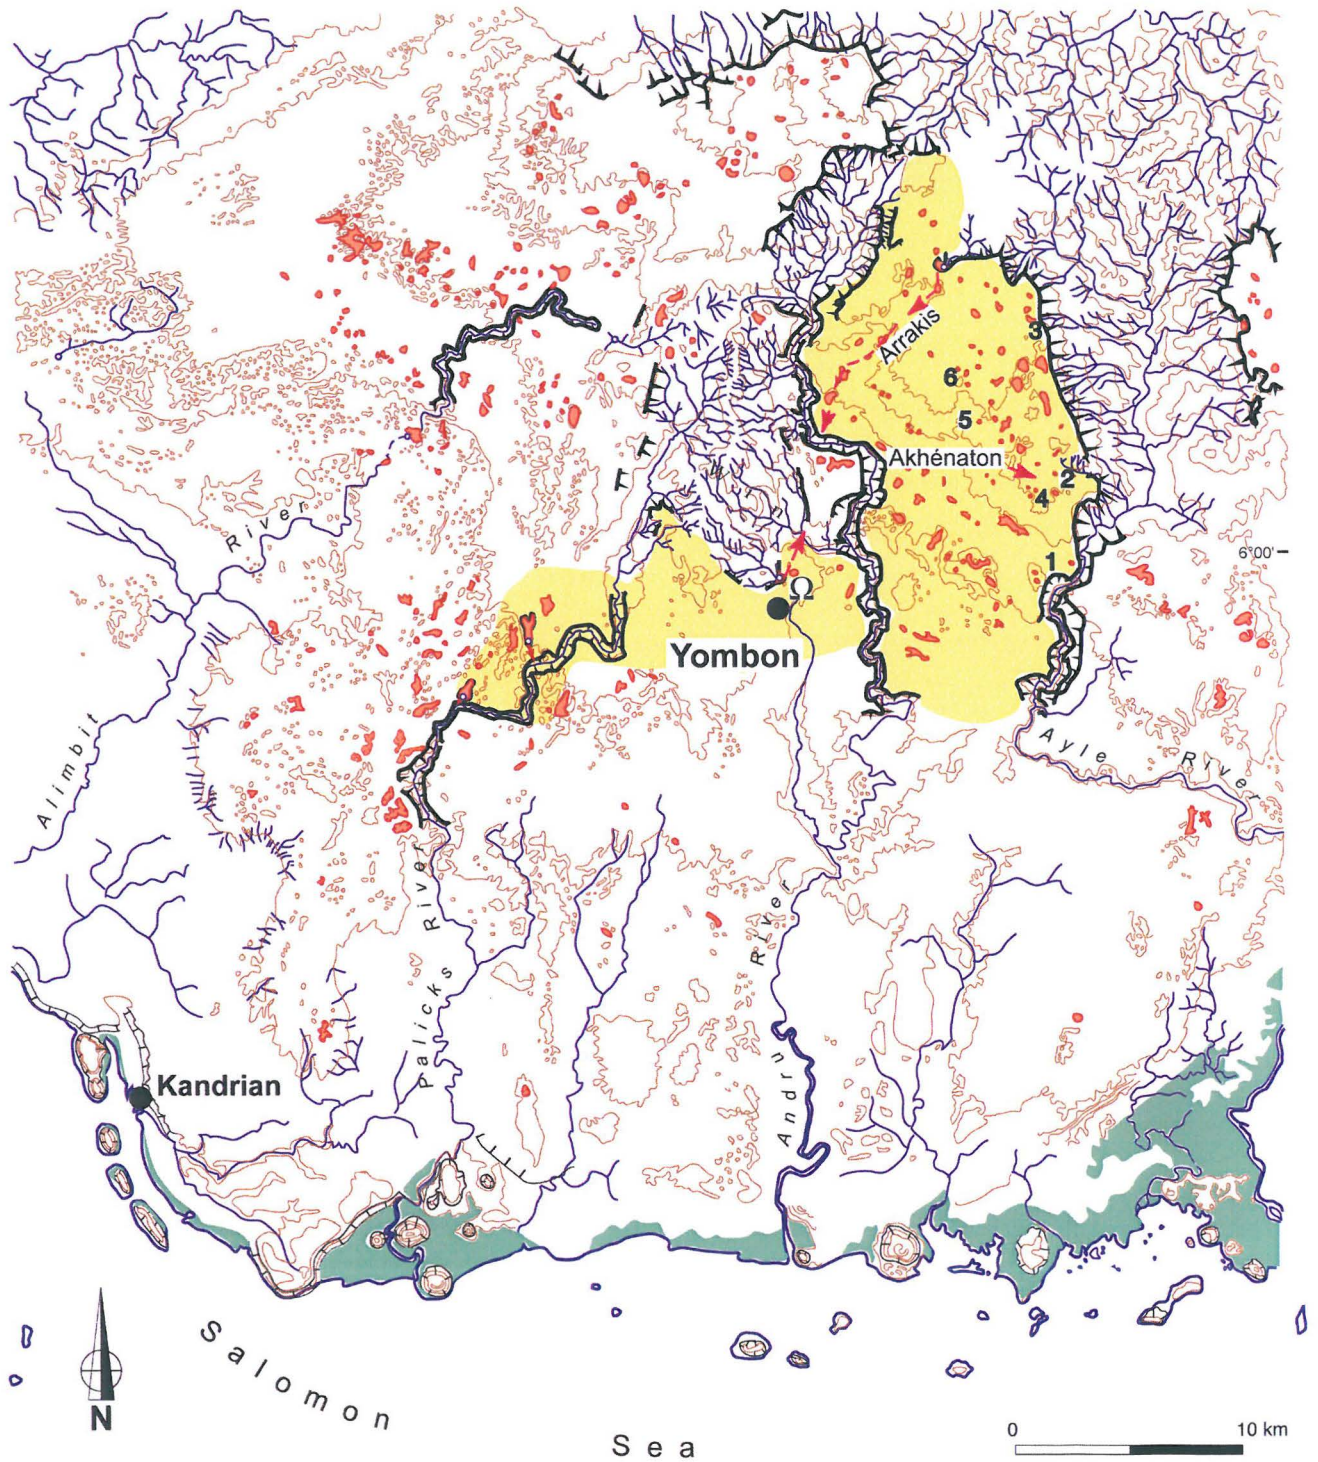 Arrakis
3
6
5
Akhénaton
2
4
River
6°00'
1
Ω
Yombon
Alimbit
Ayle River
Palicks River
Andru River
Kandrian
N
Salomon Sea
0 10 km